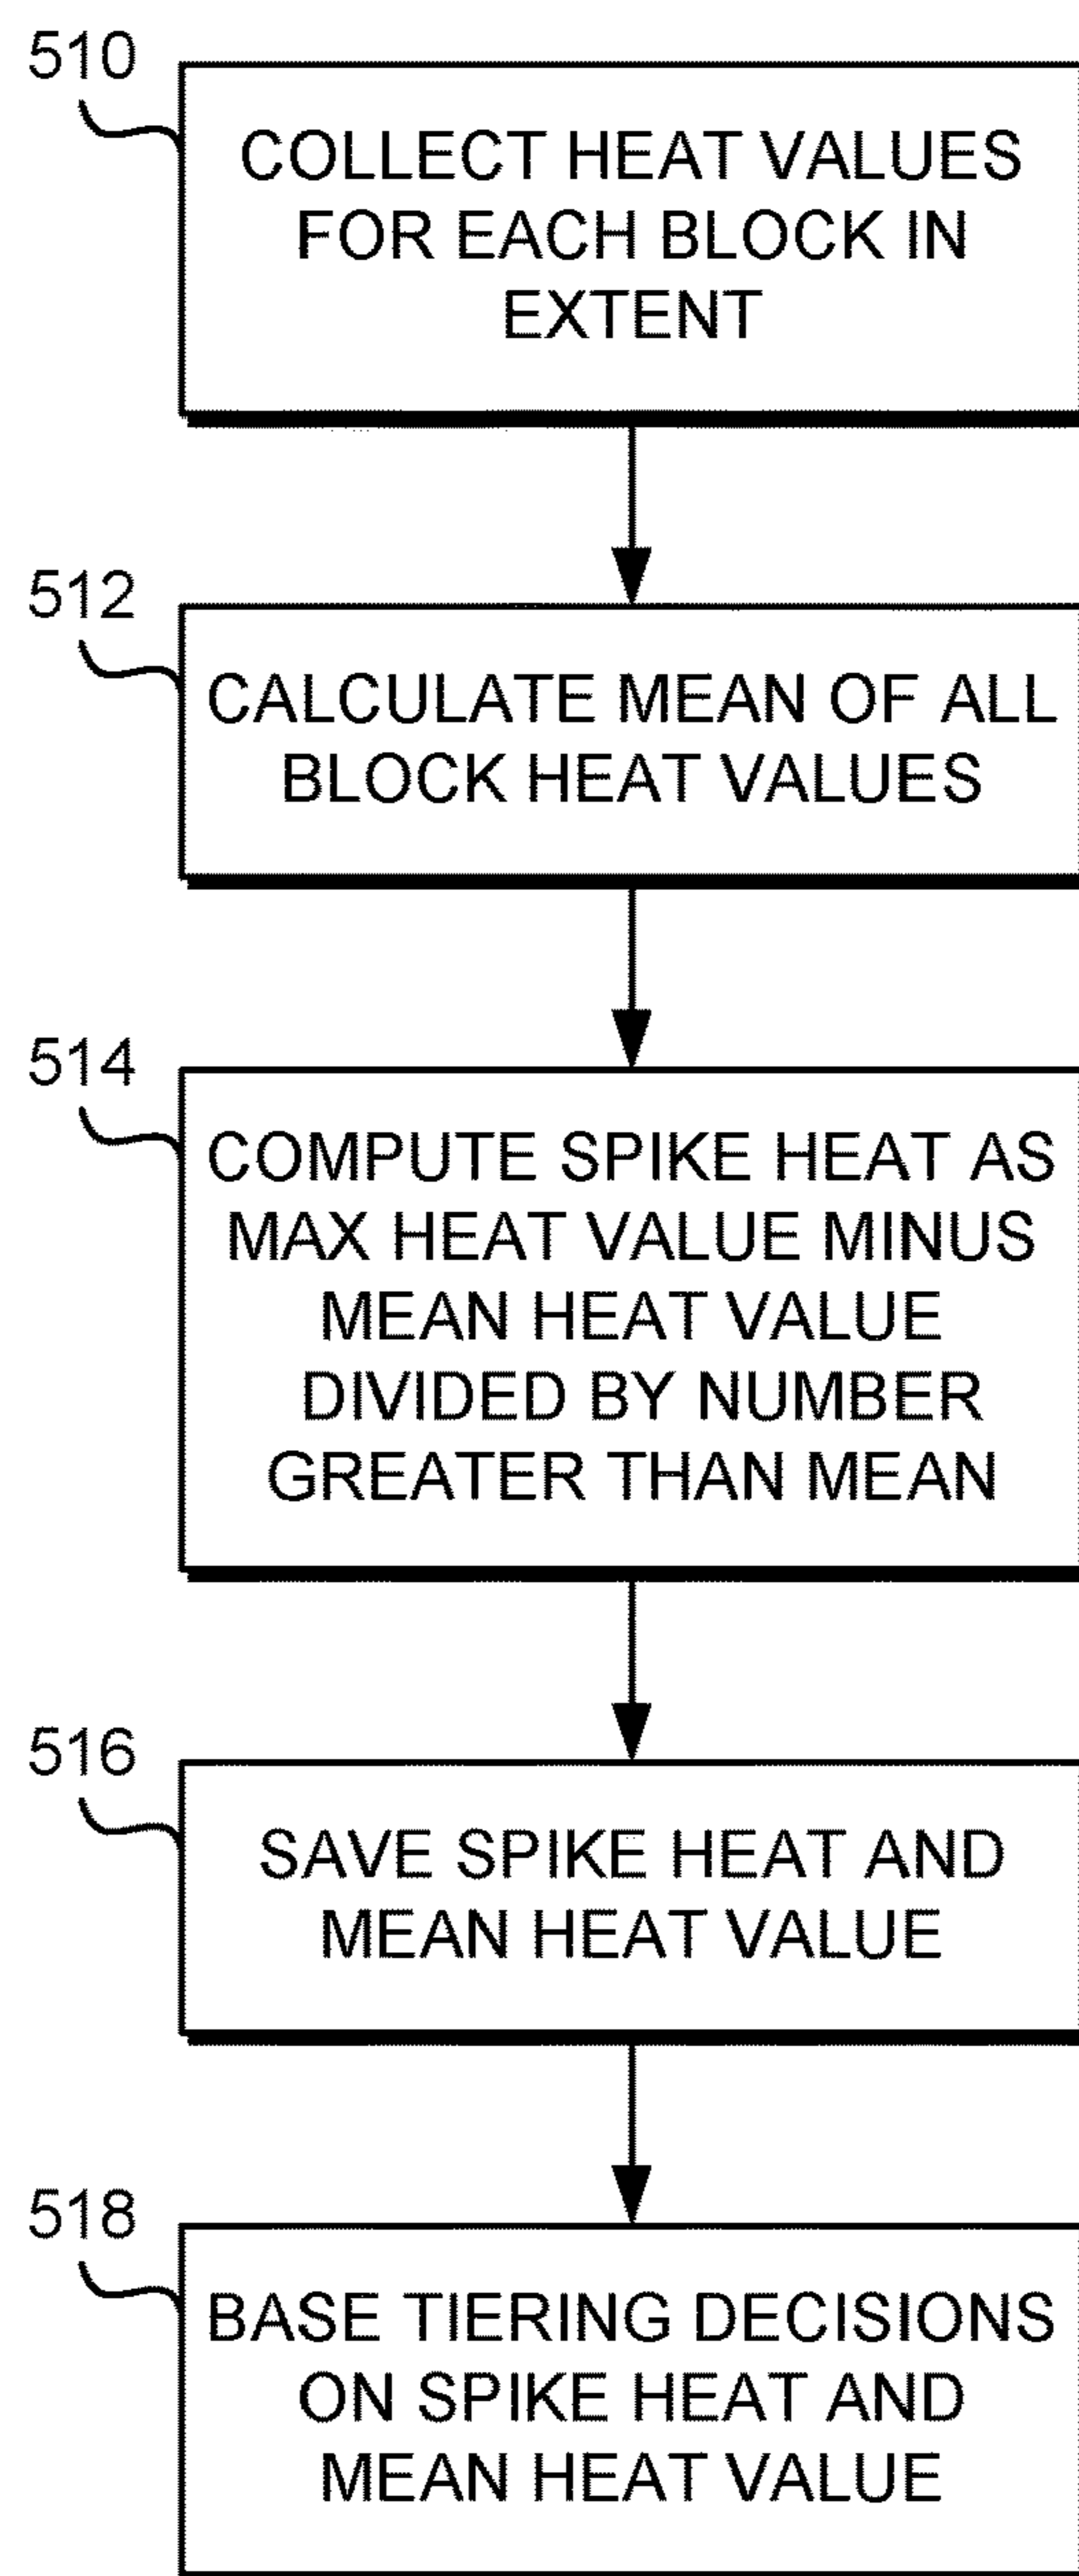 510
COLLECT HEAT VALUES
FOR EACH BLOCK IN
EXTENT
512
CALCULATE MEAN OF ALL
BLOCK HEAT VALUES
514
COMPUTE SPIKE HEAT AS
MAX HEAT VALUE MINUS
MEAN HEAT VALUE
DIVIDED BY NUMBER
GREATER THAN MEAN
516
SAVE SPIKE HEAT AND
MEAN HEAT VALUE
518
BASE TIERING DECISIONS
ON SPIKE HEAT AND
MEAN HEAT VALUE